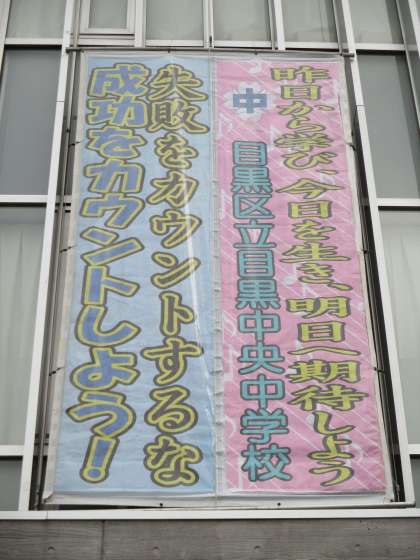 昨日から学び、今日を生き、明日へ期待しよう
中 目黒区立目黒中央中学校
失敗をカウントするな
成功をカウントしよう！